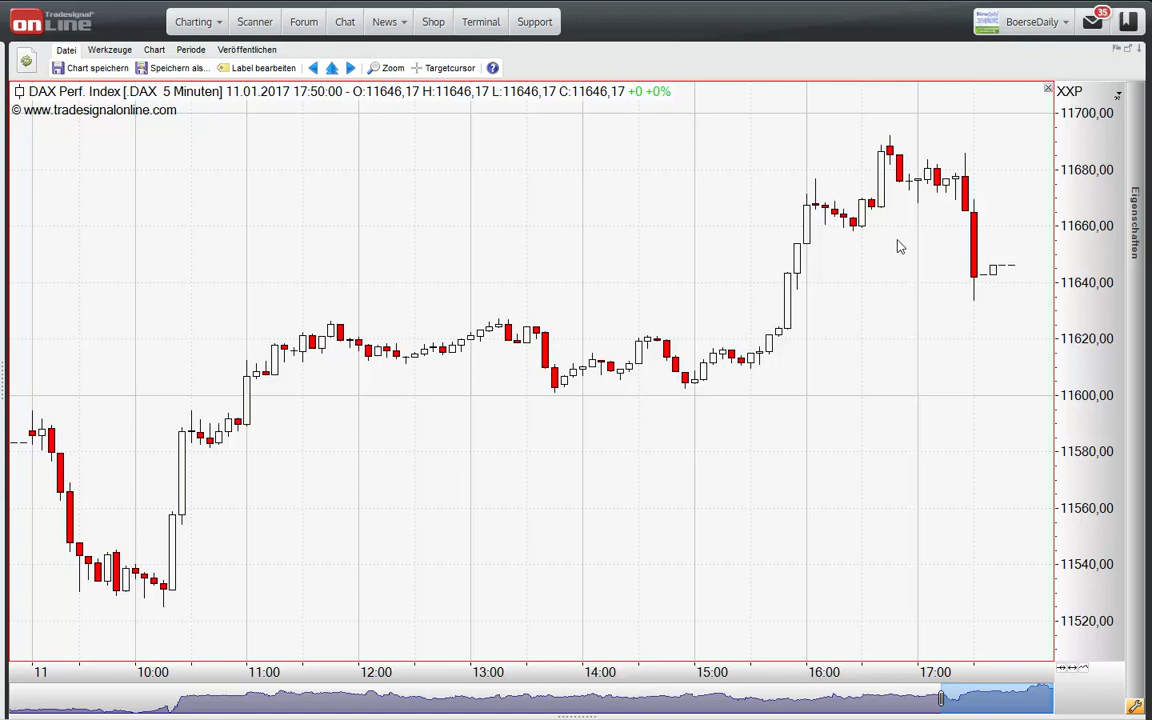 Tradesignal
onLine
Charting
Scanner
Forum
Chat
News
Shop
Terminal
Support
BoerseDaily
35
Datei
Werkzeuge
Chart
Periode
Veröffentlichen
Chart speichern
Speichern als...
Label bearbeiten
Zoom
Targetcursor
DAX Perf. Index [.DAX 5 Minuten] 11.01.2017 17:50:00 - O:11646,17 H:11646,17 L:11646,17 C:11646,17 +0 +0%
© www.tradesignalonline.com
XXP
11700,00
11680,00
11660,00
11640,00
11620,00
11600,00
11580,00
11560,00
11540,00
11520,00
Eigenschaften
11
10:00
11:00
12:00
13:00
14:00
15:00
16:00
17:00